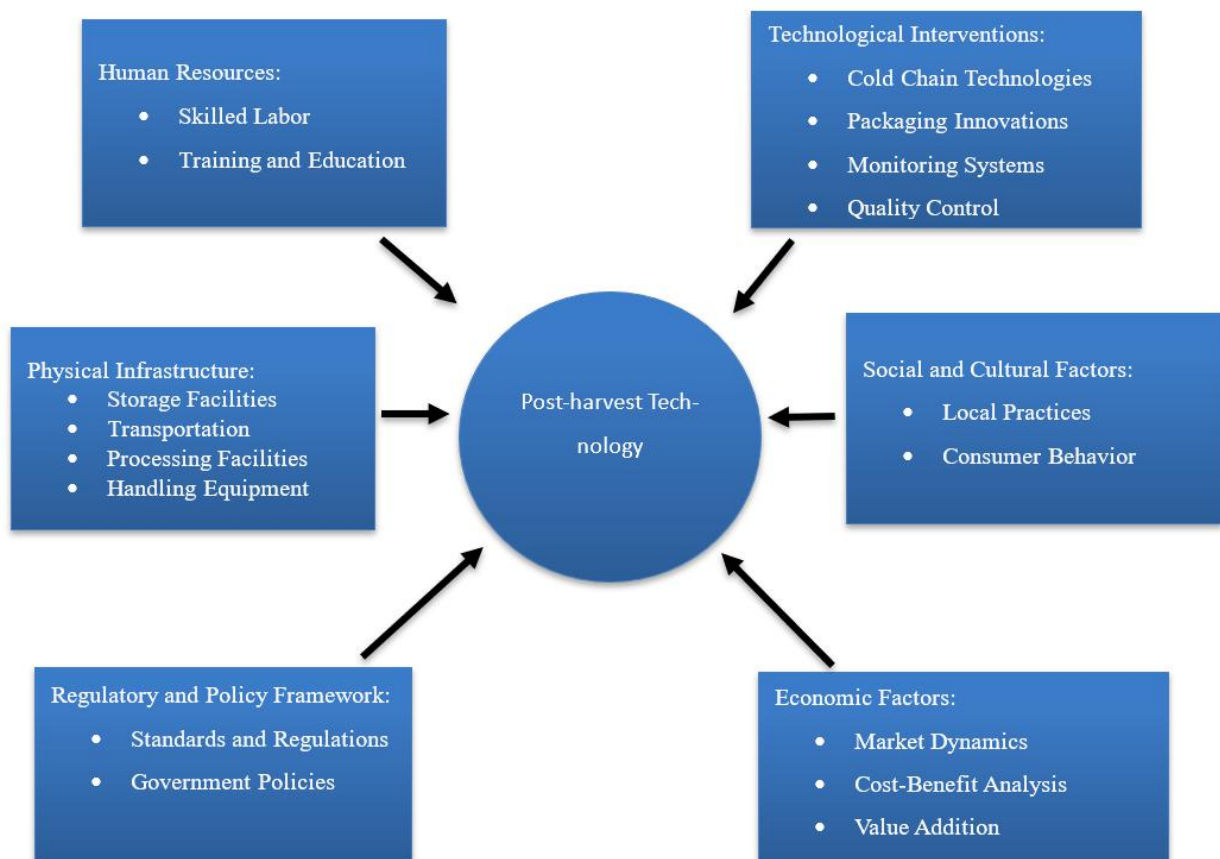 Human Resources:
• Skilled Labor
• Training and Education
Technological Interventions:
• Cold Chain Technologies
• Packaging Innovations
• Monitoring Systems
• Quality Control
Physical Infrastructure:
• Storage Facilities
• Transportation
• Processing Facilities
• Handling Equipment
Post-harvest Tech-
nology
Social and Cultural Factors:
• Local Practices
• Consumer Behavior
Regulatory and Policy Framework:
• Standards and Regulations
• Government Policies
Economic Factors:
• Market Dynamics
• Cost-Benefit Analysis
• Value Addition